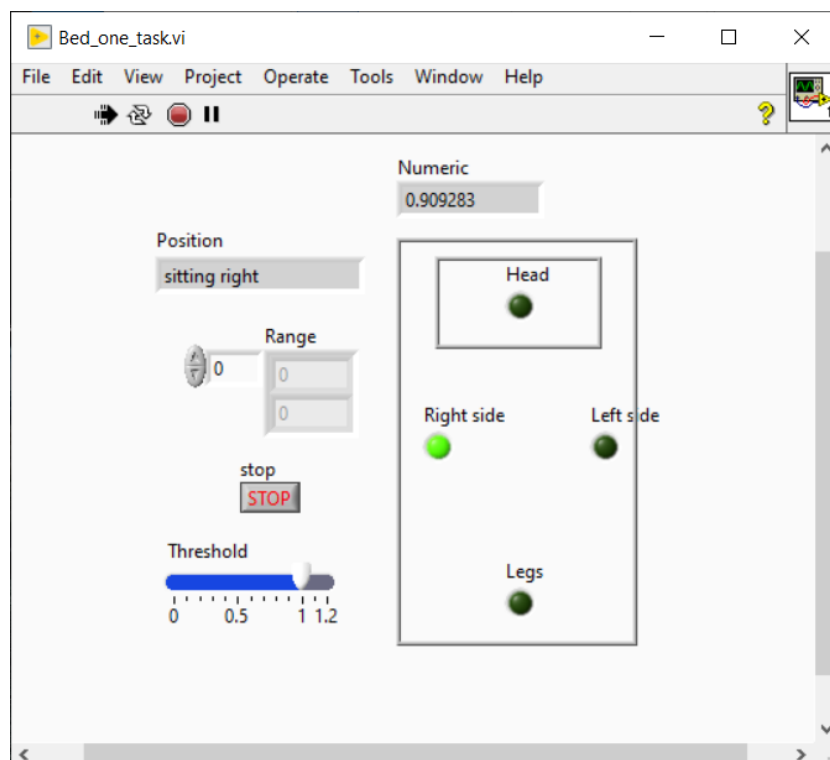 Bed_one_task.vi
File Edit View Project Operate Tools Window Help
Numeric
0.909283
Position
sitting right
Head
Range
0
0
0
Right side
Left side
stop
STOP
Threshold
Legs
0 0.5 1 1.2